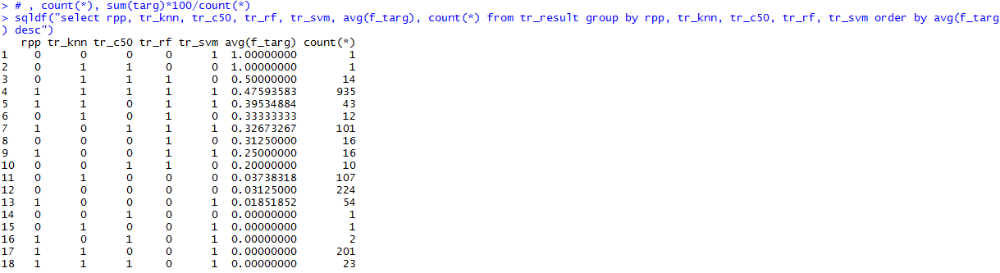 > # , count(*), sum(targ)*100/count(*)
> sqldf("select rpp, tr_knn, tr_c50, tr_rf, tr_svm, avg(f_targ), count(*) from tr_result group by rpp, tr_knn, tr_c50, tr_rf, tr_svm order by avg(f_targ
) desc")
rpp tr_knn tr_c50 tr_rf tr_svm avg(f_targ) count(*)
1 0 0 0 0 1 1.00000000 1
2 0 1 1 0 0 1.00000000 1
3 0 1 1 1 0 0.50000000 14
4 1 1 1 1 1 0.47593583 935
5 1 1 0 1 1 0.39534884 43
6 0 1 0 1 0 0.33333333 12
7 1 0 1 1 1 0.32673267 101
8 0 0 0 1 0 0.31250000 16
9 1 0 0 1 1 0.25000000 16
10 0 0 1 1 0 0.20000000 10
11 0 1 0 0 0 0.03738318 107
12 0 0 0 0 0 0.03125000 224
13 1 0 0 0 1 0.01851852 54
14 0 0 1 0 0 0.00000000 1
15 0 1 0 0 1 0.00000000 1
16 1 0 1 0 1 0.00000000 2
17 1 1 0 0 1 0.00000000 201
18 1 1 1 0 1 0.00000000 23